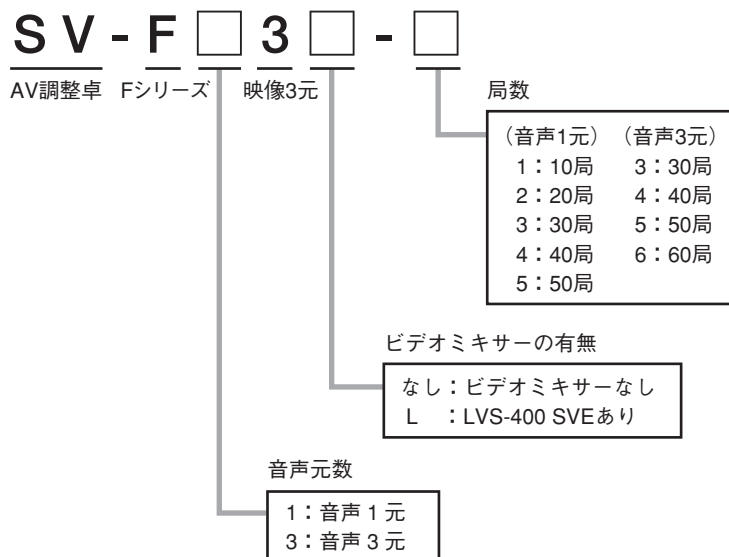 SV-F□3□-□
AV調整卓 Fシリーズ 映像3元
局数
（音声1元）（音声3元）
1：10局 3：30局
2：20局 4：40局
3：30局 5：50局
4：40局 6：60局
5：50局
ビデオミキサーの有無
なし：ビデオミキサーなし
L ：LVS-400 SVEあり
音声元数
1：音声 1 元
3：音声 3 元